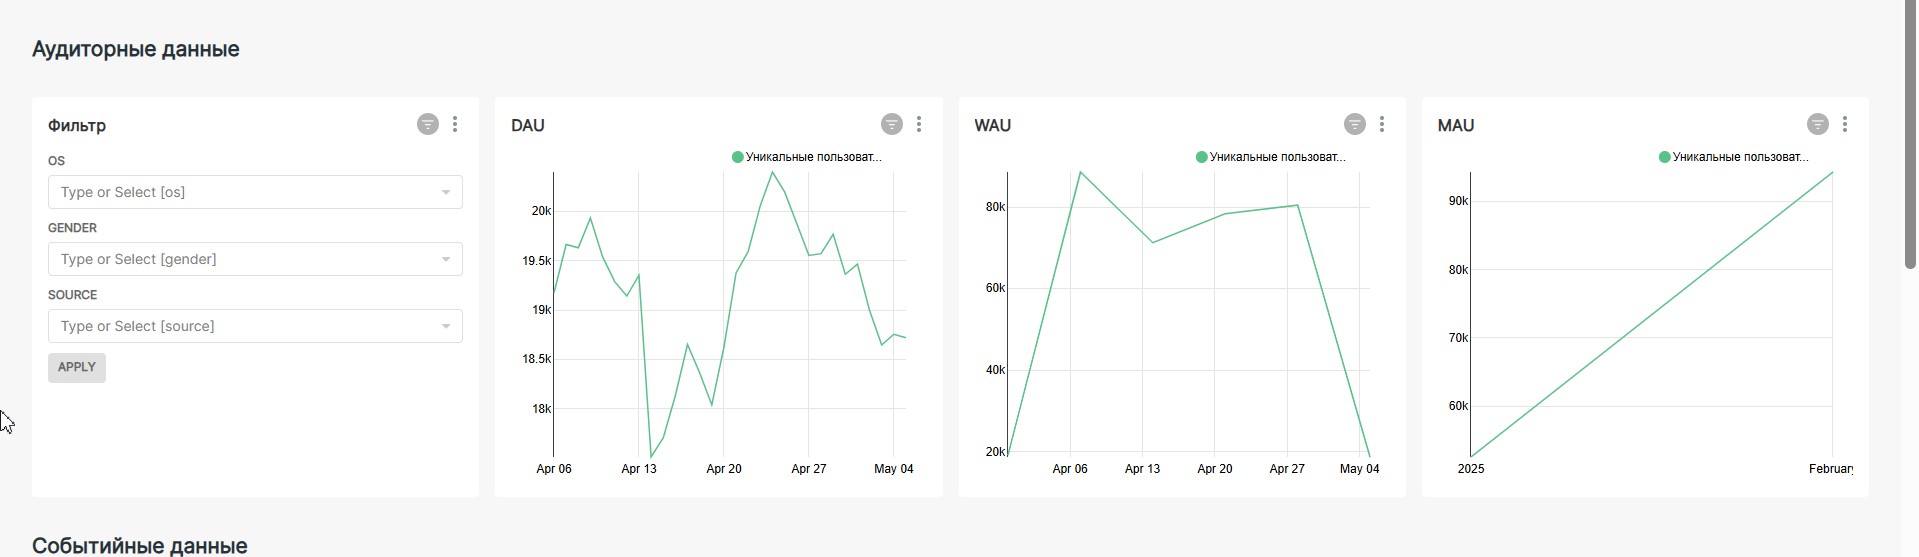 Аудиторные данные
Фильтр
OS
Type or Select [os]
GENDER
Type or Select [gender]
SOURCE
Type or Select [source]
APPLY
DAU
Уникальные пользоват...
20k
19.5k
19k
18.5k
18k
Apr 06 Apr 13 Apr 20 Apr 27 May 04
WAU
Уникальные пользоват...
80k
60k
40k
20k
Apr 06 Apr 13 Apr 20 Apr 27 May 04
MAU
Уникальные пользоват...
90k
80k
70k
60k
2025 February
Событийные данные